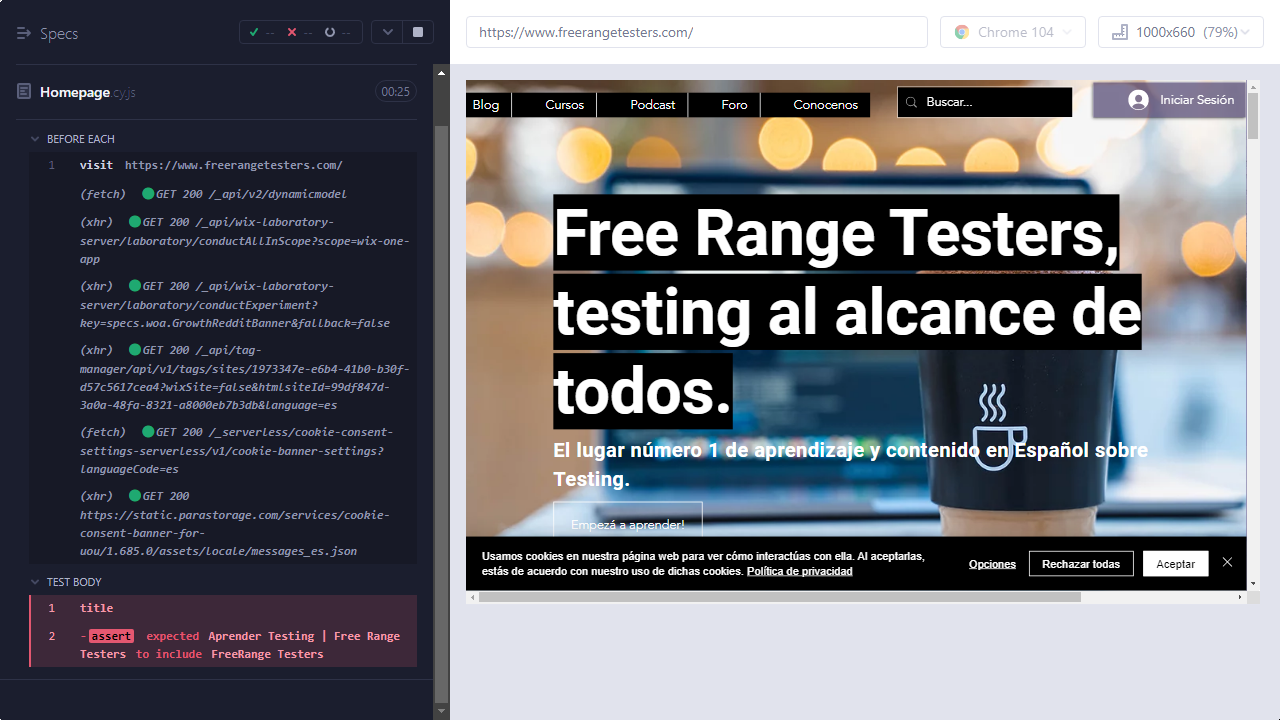 Specs
-- -- --
Homepage.cy.js
00:25
BEFORE EACH
1 visit https://www.freerangetesters.com/
(fetch) GET 200 /_api/v2/dynamicmodel
(xhr) GET 200 /_api/wix-laboratory-
server/laboratory/conductAllInScope?scope=wix-one-
app
(xhr) GET 200 /_api/wix-laboratory-
server/laboratory/conductExperiment?
key=specs.woa.GrowthRedditBanner&fallback=false
(xhr) GET 200 /_api/tag-
manager/api/v1/tags/sites/1973347e-e6b4-41b0-b30f-
d57c5617cea4?wixSite=false&htmlsiteId=99df847d-
3a0a-48fa-8321-a8000eb7b3db&language=es
(fetch) GET 200 /_serverless/cookie-consent-
settings-serverless/v1/cookie-banner-settings?
languageCode=es
(xhr) GET 200
https://static.parastorage.com/services/cookie-
consent-banner-for-
uou/1.685.0/assets/locale/messages_es.json
TEST BODY
1 title
2 -assert expected Aprender Testing | Free Range
Testers to include FreeRange Testers
https://www.freerangetesters.com/
Chrome 104
1000x660 (79%)
Blog Cursos Podcast Foro Conocenos
Buscar...
Iniciar Sesión
Free Range Testers,
testing al alcance de
todos.
El lugar número 1 de aprendizaje y contenido en Español sobre
Testing.
Empezá a aprender!
Usamos cookies en nuestra página web para ver cómo interactúas con ella. Al aceptarlas,
estás de acuerdo con nuestro uso de dichas cookies. Política de privacidad
Opciones
Rechazar todas
Aceptar